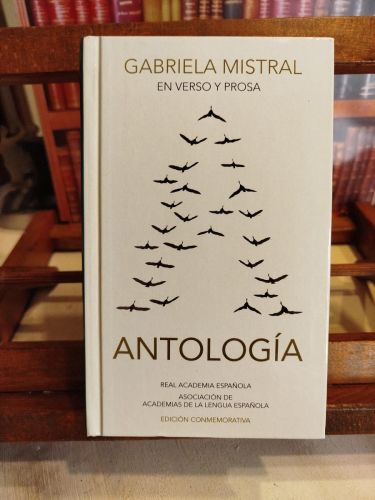 GABRIELA MISTRAL
EN VERSO Y PROSA
ANTOLOGÍA
REAL ACADEMIA ESPAÑOLA
ASOCIACIÓN DE
ACADEMIAS DE LA LENGUA ESPAÑOLA
EDICIÓN CONMEMORATIVA